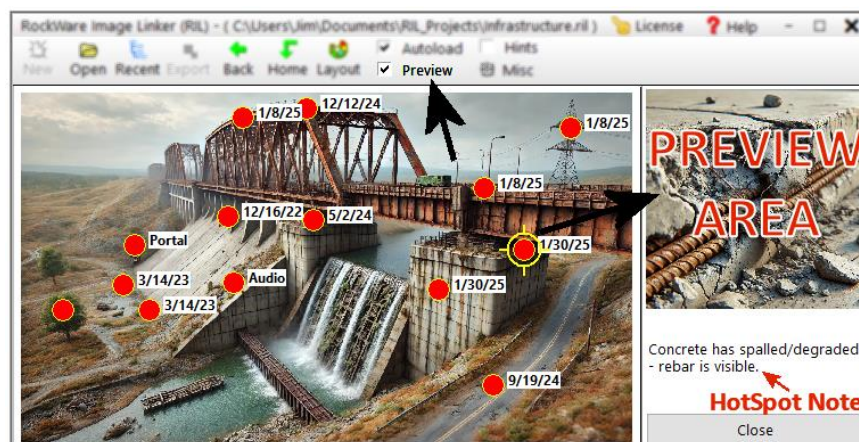 RockWare Image Linker (RIL) - ( C:\Users\Jim\Documents\RIL_Projects\Infrastructure.ril )
License
? Help
New
Open
Recent
Export
Back
Home
Layout
Autoload
Hints
Preview
Misc
1/8/25
12/12/24
1/8/25
1/8/25
12/16/22
5/2/24
Portal
1/30/25
3/14/23
Audio
1/30/25
3/14/23
9/19/24
PREVIEW
AREA
Concrete has spalled/degraded
- rebar is visible.
HotSpot Note
Close